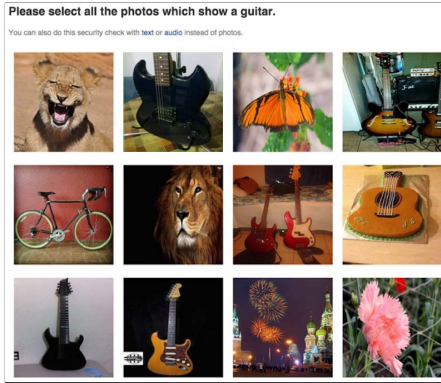 Please select all the photos which show a guitar.
You can also do this security check with text or audio instead of photos.